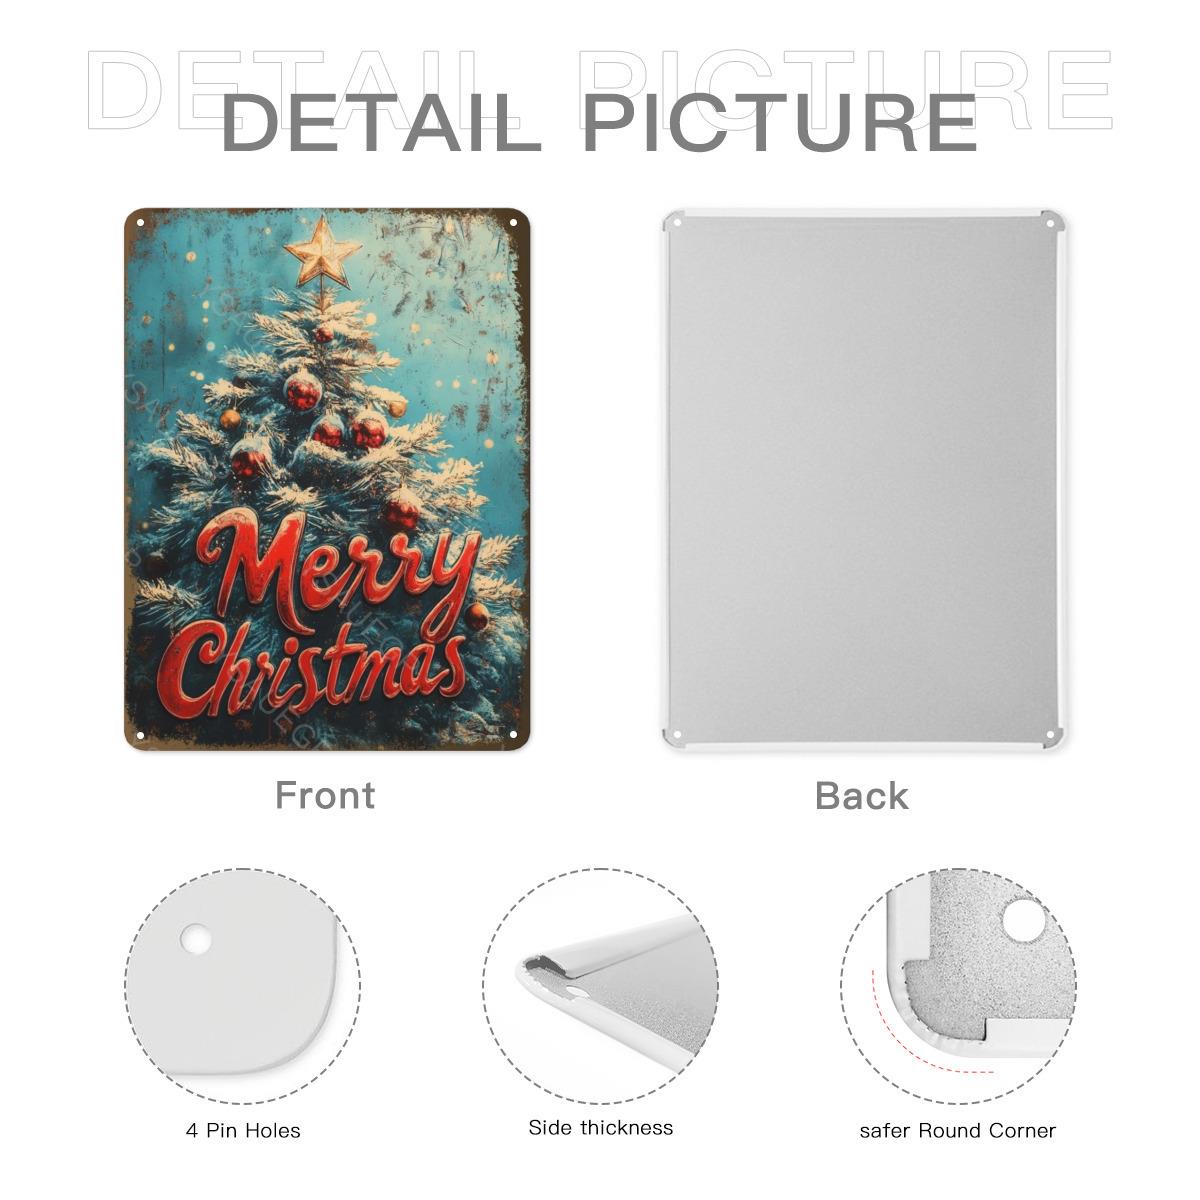 DETAIL PICTURE
DETAIL PICTURE
Merry
Christmas
Front
Back
4 Pin Holes
Side thickness
safer Round Corner